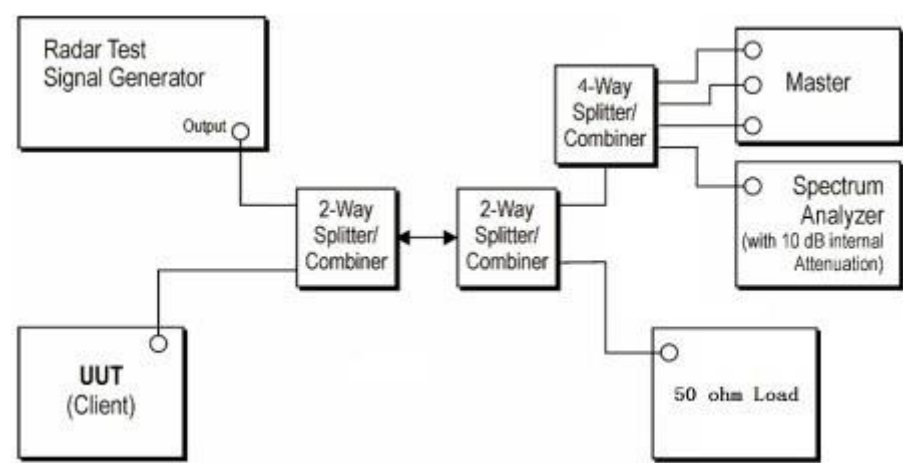 Radar Test
Signal Generator
Output
4-Way
Splitter/
Combiner
Master
2-Way
Splitter/
Combiner
2-Way
Splitter/
Combiner
Spectrum
Analyzer
(with 10 dB internal
Attenuation)
UUT
(Client)
50 ohm Load